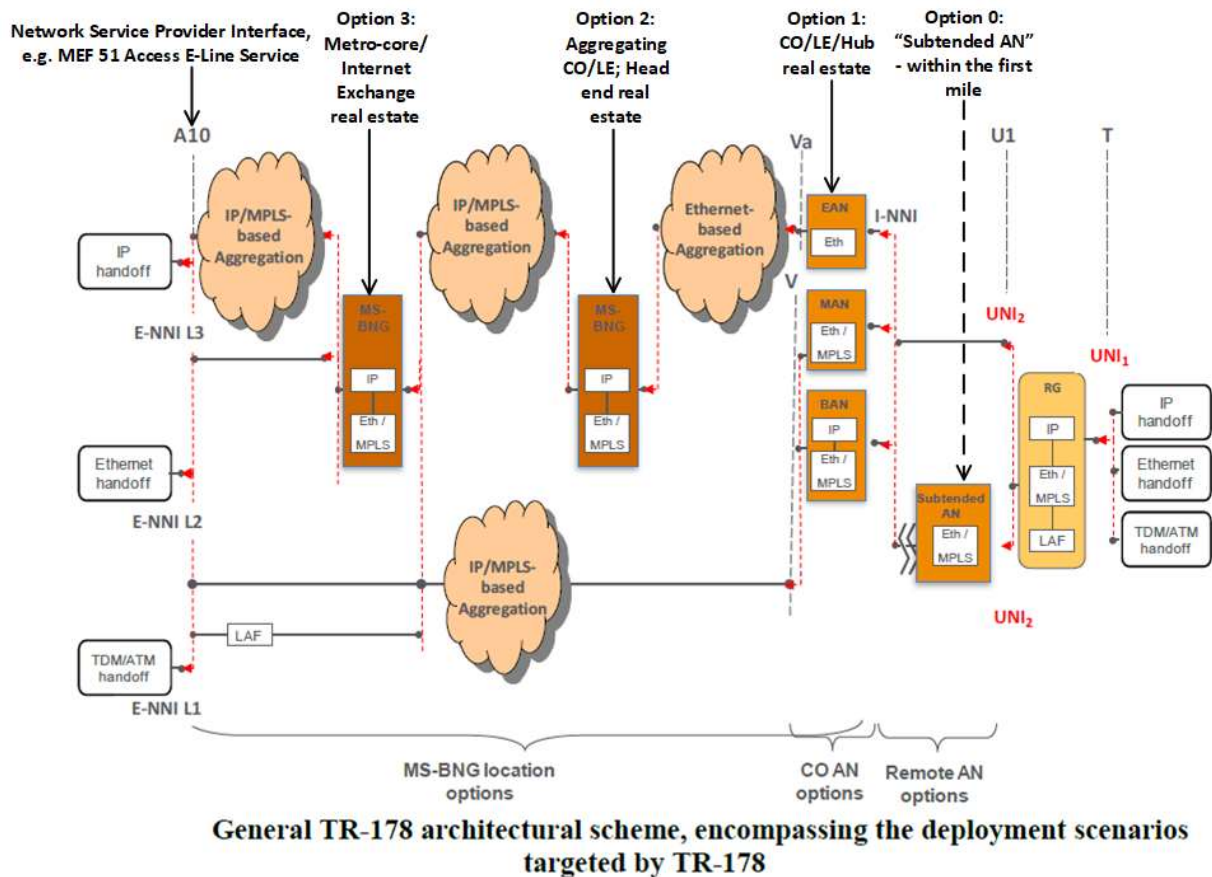 Network Service Provider Interface,
e.g. MEF 51 Access E-Line Service
Option 3:
Metro-core/
Internet
Exchange
real estate
Option 2:
Aggregating
CO/LE; Head
end real
estate
Option 1:
CO/LE/Hub
real estate
Option 0:
“Subtended AN”
- within the first
mile
A10
Va
U1
T
IP/MPLS-
based
Aggregation
IP/MPLS-
based
Aggregation
Ethernet-
based
Aggregation
EAN
Eth
I-NNI
IP
handoff
E-NNI L3
MS-
BNG
IP
Eth /
MPLS
MS-
BNG
IP
Eth /
MPLS
V
MAN
Eth /
MPLS
BAN
IP
Eth /
MPLS
UNI2
UNI1
RG
IP
Eth /
MPLS
LAF
IP
handoff
Ethernet
handoff
TDM/ATM
handoff
Ethernet
handoff
E-NNI L2
Subtended
AN
Eth /
MPLS
UNI2
IP/MPLS-
based
Aggregation
LAF
TDM/ATM
handoff
E-NNI L1
MS-BNG location
options
CO AN
options
Remote AN
options
General TR-178 architectural scheme, encompassing the deployment scenarios
targeted by TR-178